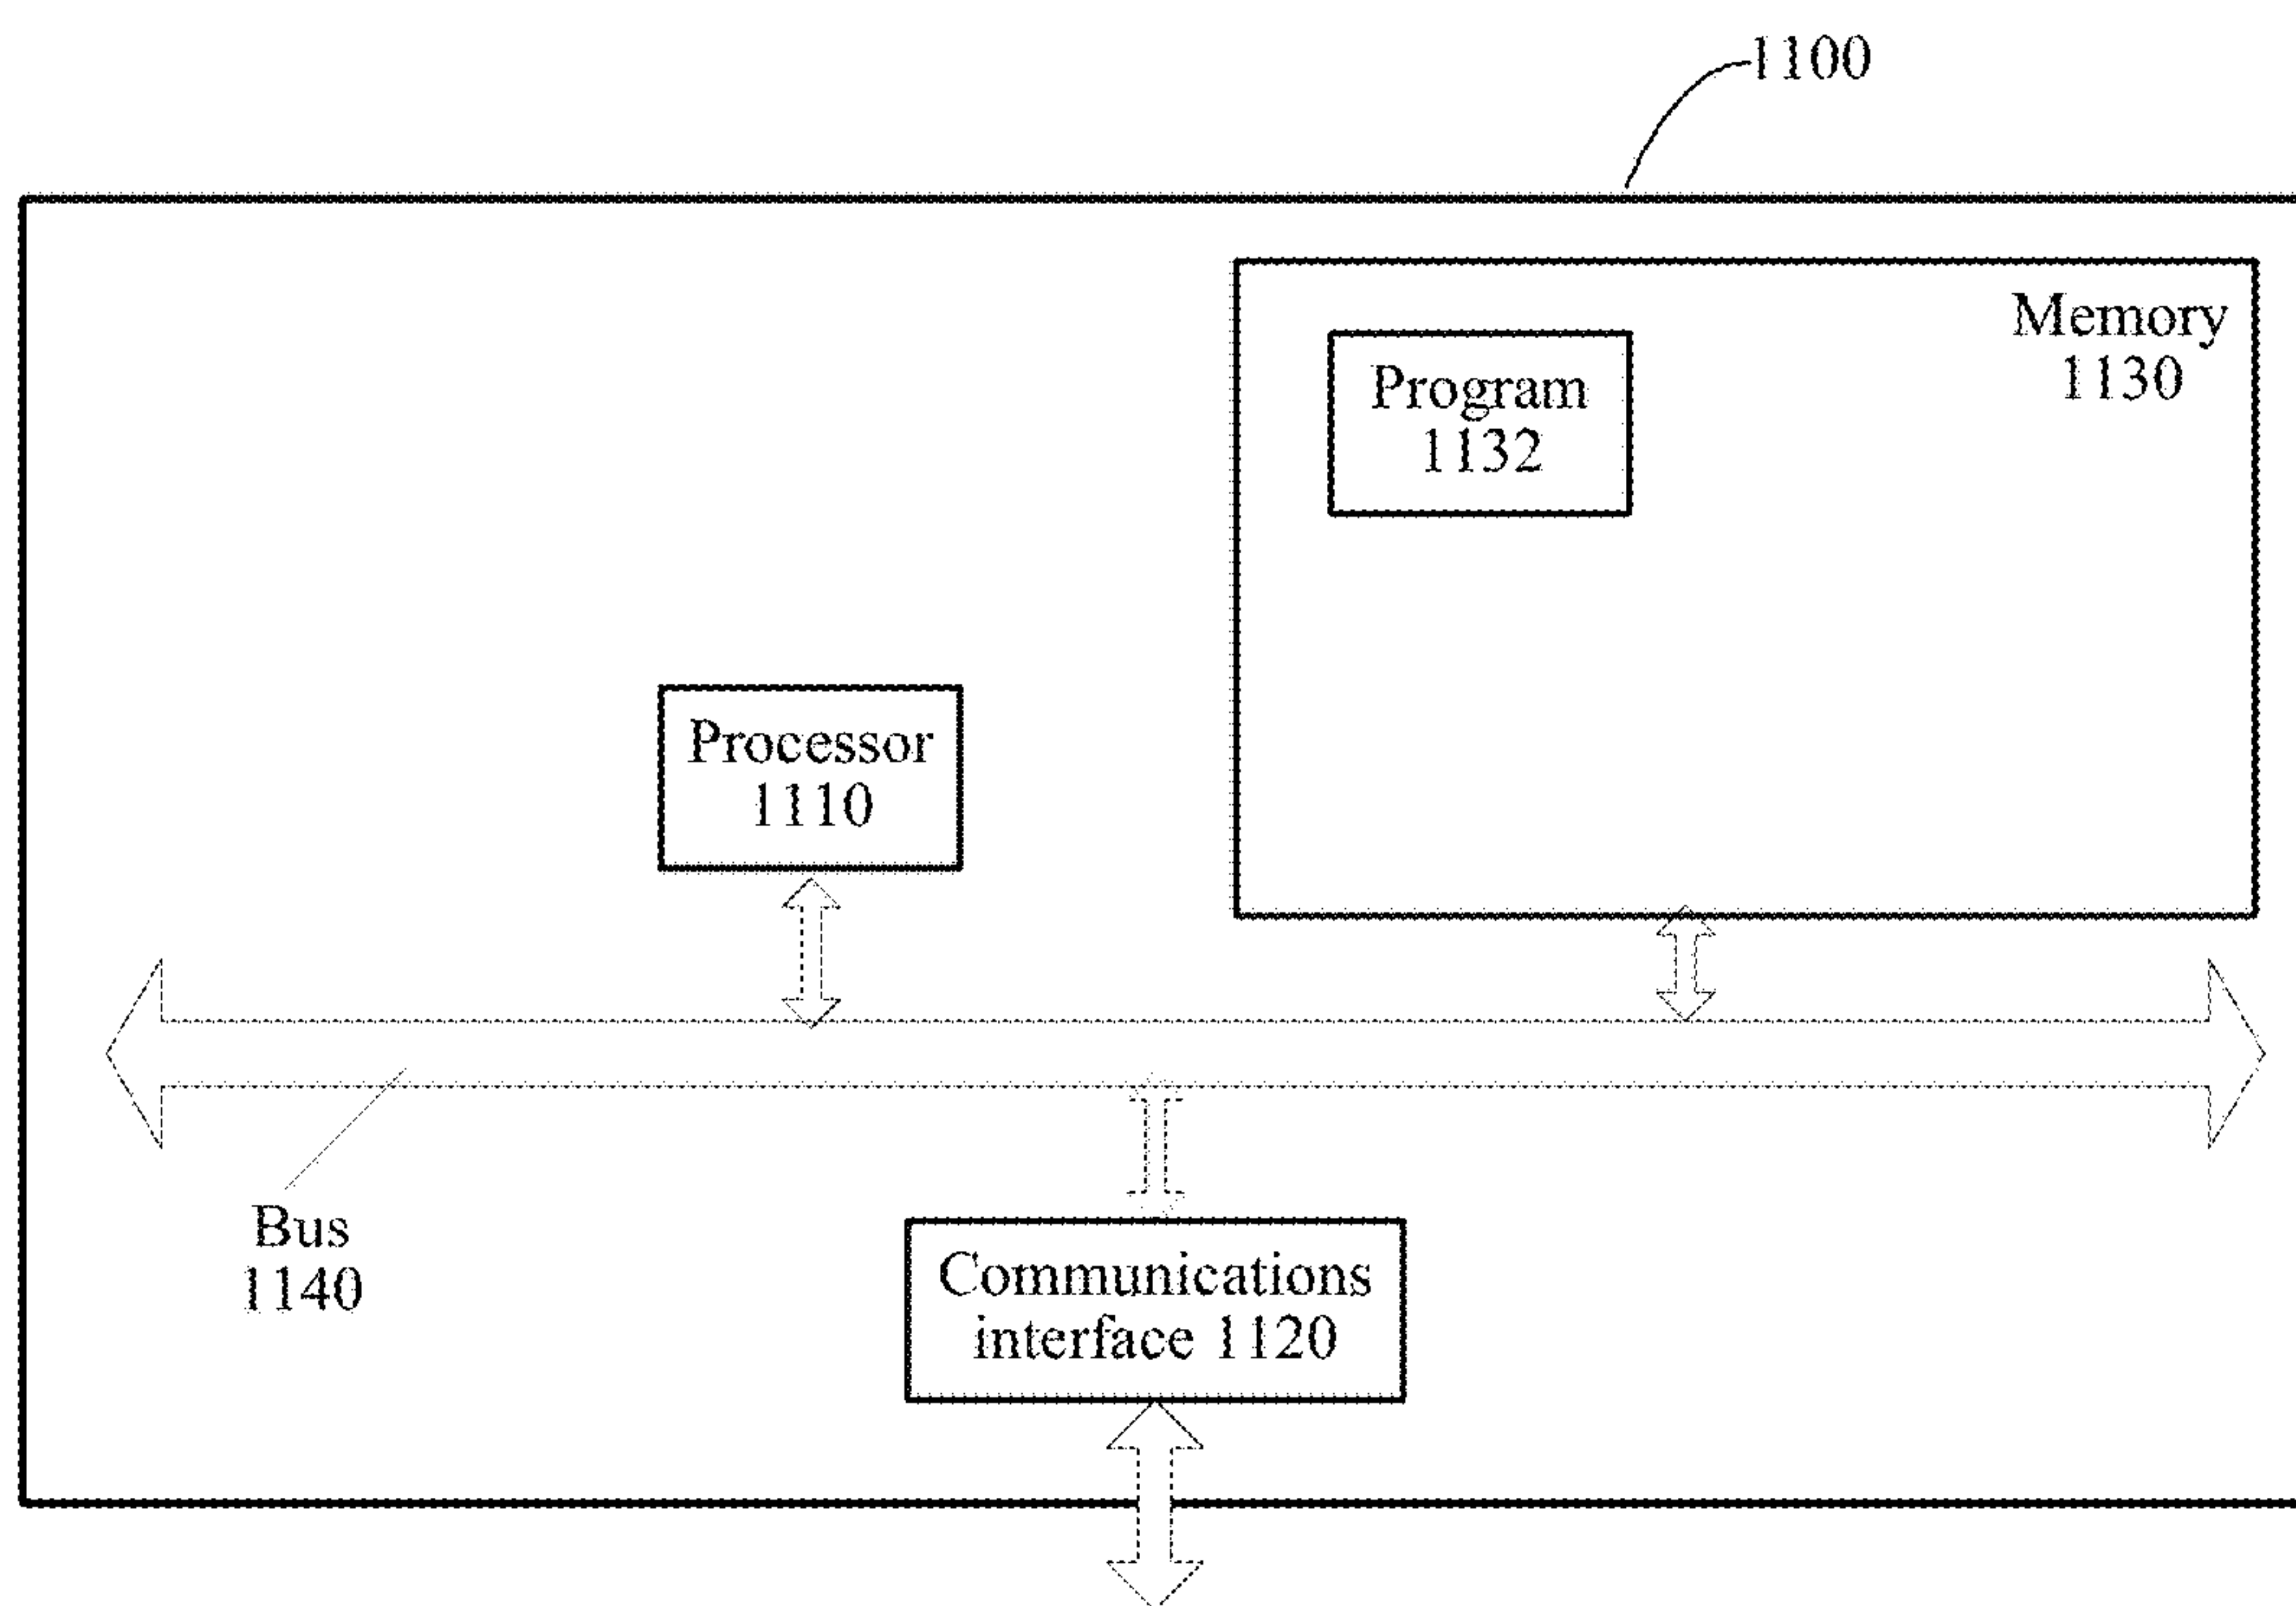 1100
Memory
1130
Program
1132
Processor
1110
Bus
1140
Communications
interface 1120